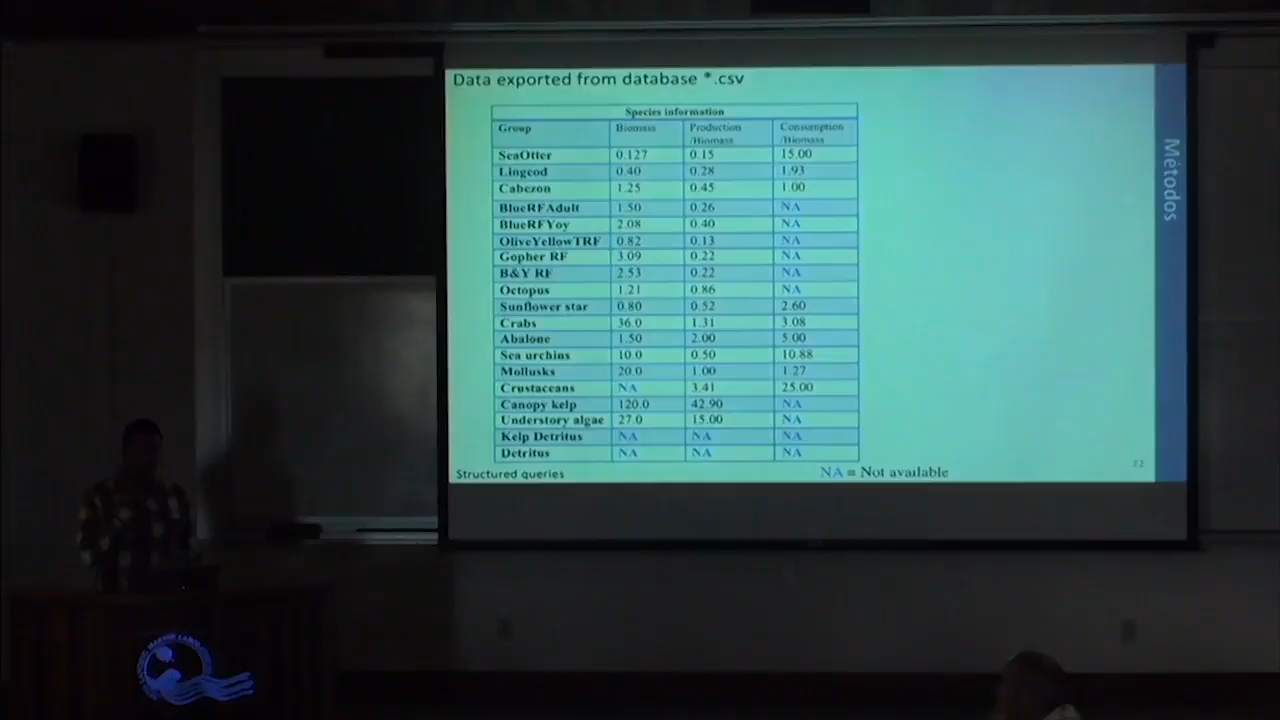 Data exported from database *.csv
Species information
Group Biomass Production /Biomass Consumption /Biomass
SeaOtter 0.127 0.15 15.00
Lingcod 0.40 0.28 1.93
Cabezon 1.25 0.45 1.00
BlueRFAdult 1.50 0.26 NA
BlueRFYoy 2.08 0.40 NA
OliveYellowTRF 0.82 0.13 NA
Gopher RF 3.09 0.22 NA
B&Y RF 2.53 0.22 NA
Octopus 1.21 0.86 NA
Sunflower star 0.80 0.52 2.60
Crabs 36.0 1.31 3.08
Abalone 1.50 2.00 5.00
Sea urchins 10.0 0.50 10.88
Mollusks 20.0 1.00 1.27
Crustaceans NA 3.41 25.00
Canopy kelp 120.0 42.90 NA
Understory algae 27.0 15.00 NA
Kelp Detritus NA NA NA
Detritus NA NA NA
Structured queries
NA = Not available
Métodos